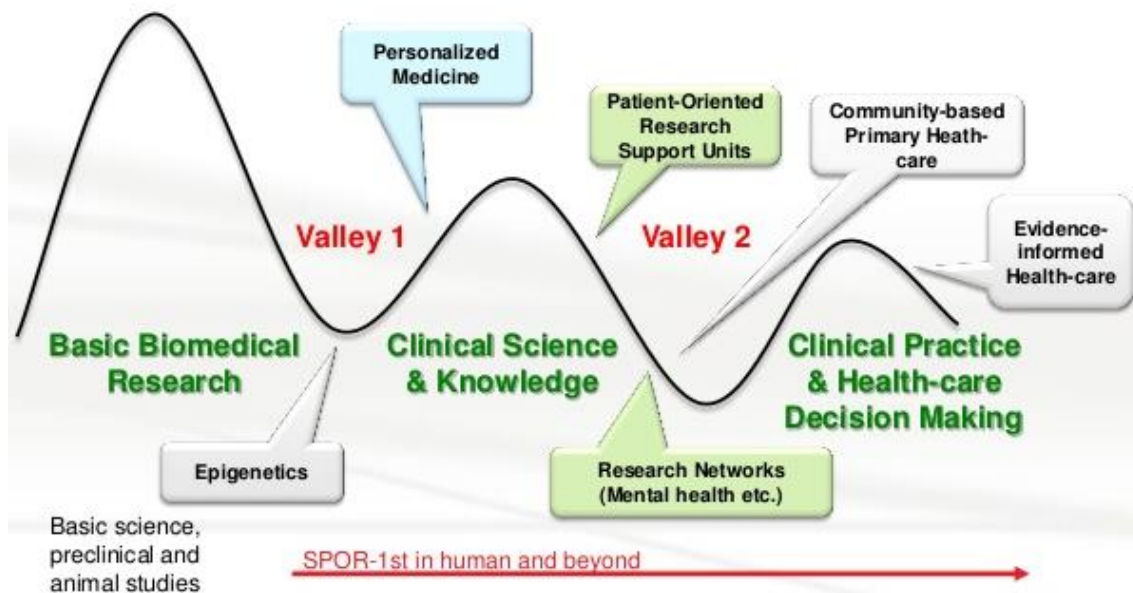 Personalized
Medicine
Patient-Oriented
Research
Support Units
Community-based
Primary Heath-
care
Valley 1
Valley 2
Evidence-
informed
Health-care
Basic Biomedical
Research
Clinical Science
& Knowledge
Clinical Practice
& Health-care
Decision Making
Epigenetics
Research Networks
(Mental health etc.)
Basic science,
preclinical and
animal studies
SPOR-1st in human and beyond